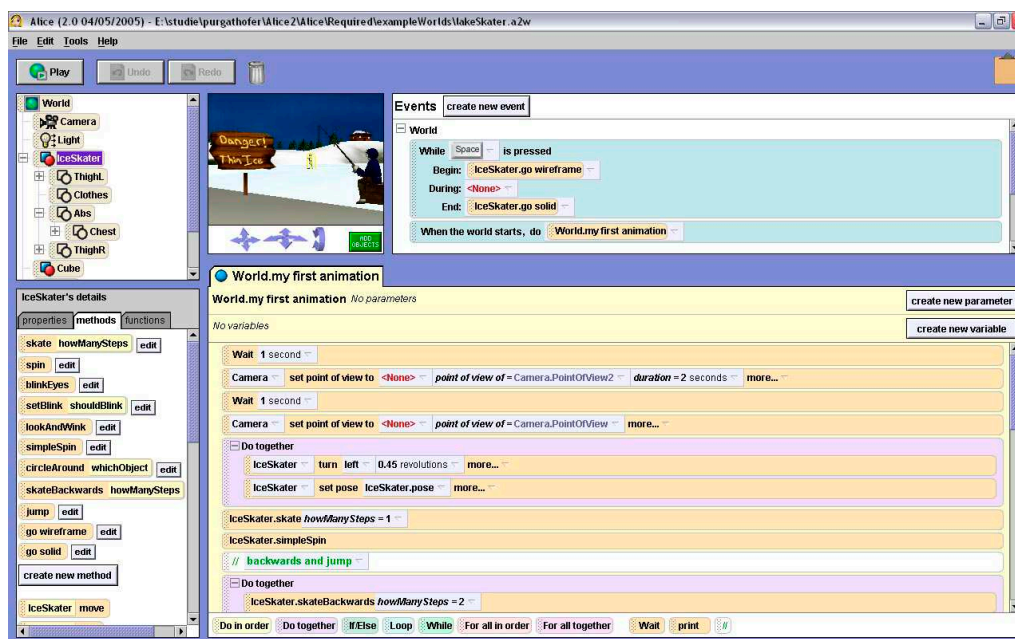 Alice (2.0 04/05/2005) - E:\studie\purgathofer\Alice2\Alice\Required\exampleWorlds\lakeSkater.a2w
File Edit Tools Help
Play Undo Redo
World
Camera
Light
IceSkater
ThighL
Clothes
Abs
Chest
ThighR
Cube
Danger!
Thin Ice
ADD
OBJECTS
Events create new event
World
While Space is pressed
Begin: IceSkater.go wireframe
During: <None>
End: IceSkater.go solid
When the world starts, do World.my first animation
IceSkater's details
properties methods functions
skate howManySteps edit
spin edit
blinkEyes edit
setBlink shouldBlink edit
lookAndWink edit
simpleSpin edit
circleAround whichObject edit
skateBackwards howManySteps
jump edit
go wireframe edit
go solid edit
create new method
IceSkater move
World.my first animation
World.my first animation No parameters create new parameter
No variables create new variable
Wait 1 second
Camera set point of view to <None> point of view of = Camera.PointOfView2 duration = 2 seconds more...
Wait 1 second
Camera set point of view to <None> point of view of = Camera.PointOfView more...
Do together
IceSkater turn left 0.45 revolutions more...
IceSkater set pose IceSkater.pose more...
IceSkater.skate howManySteps = 1
IceSkater.simpleSpin
// backwards and jump
Do together
IceSkater.skateBackwards howManySteps = 2
Do in order Do together If/Else Loop While For all in order For all together Wait print //